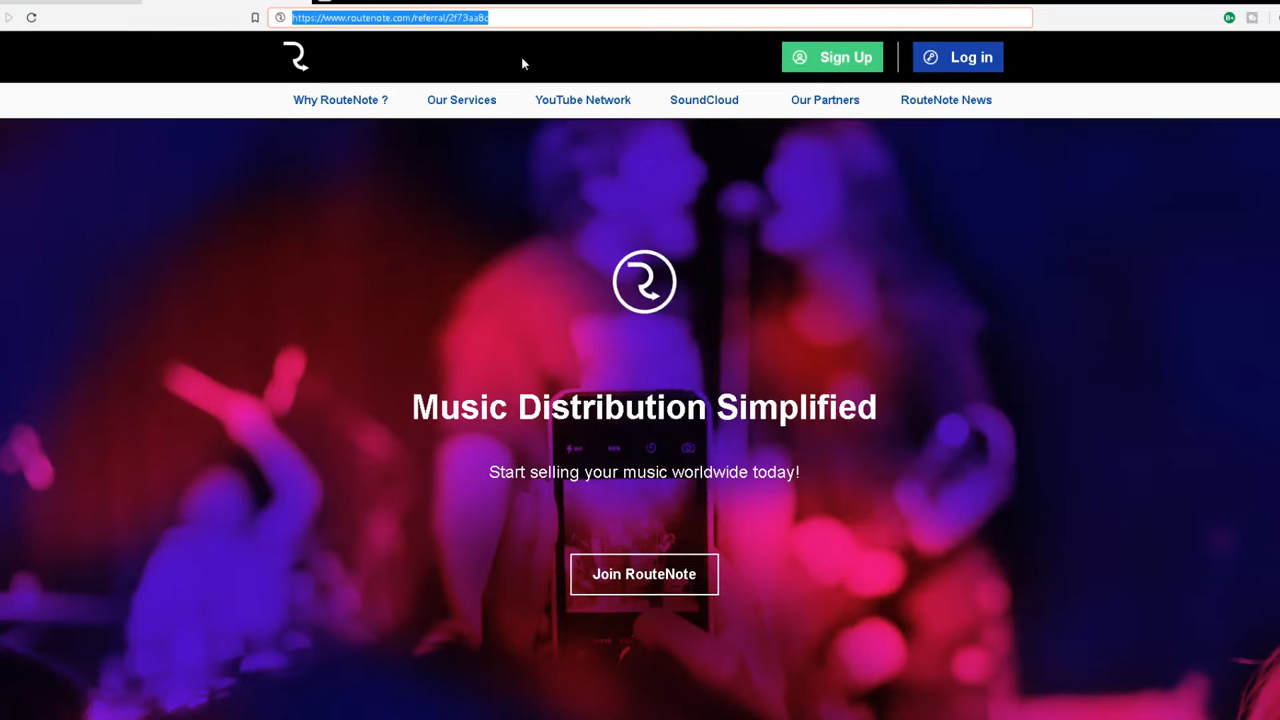 https://www.routenote.com/referral/2f73aa8c
Sign Up
Log in
Why RouteNote ?
Our Services
YouTube Network
SoundCloud
Our Partners
RouteNote News
Music Distribution Simplified
Start selling your music worldwide today!
Join RouteNote